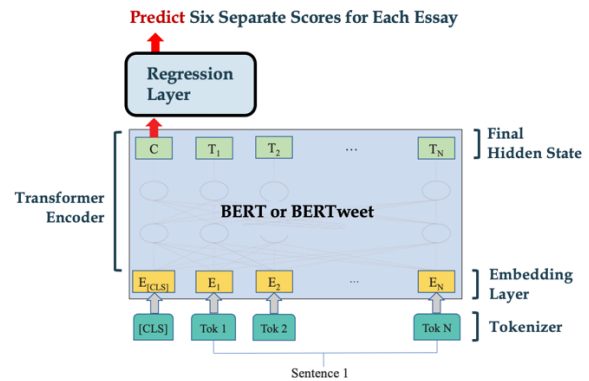 Predict Six Separate Scores for Each Essay
Regression
Layer
Final
Hidden State
C T1 T2 ... TN
Transformer
Encoder
BERT or BERTweet
E[CLS] E1 E2 ... EN
Embedding
Layer
[CLS] Tok 1 Tok 2 Tok N
Tokenizer
Sentence 1